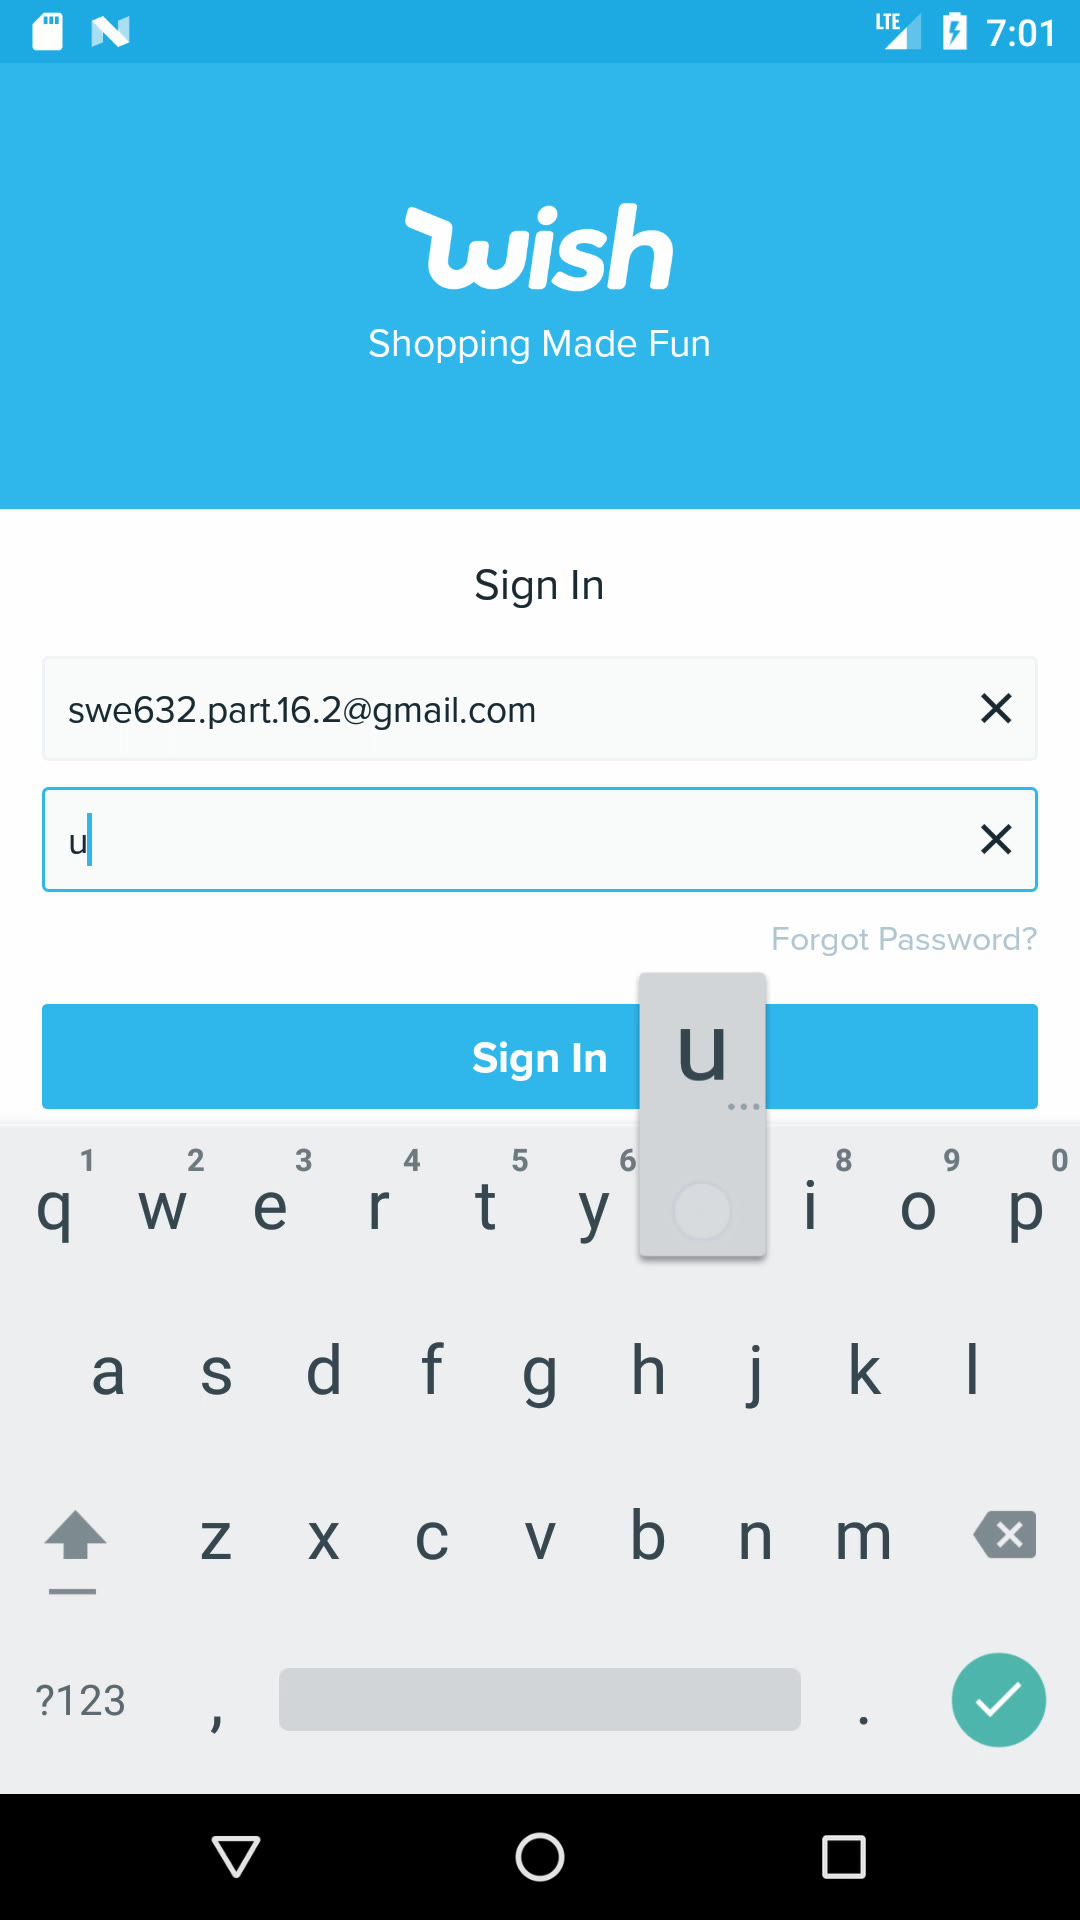 LTE 7:01
wish
Shopping Made Fun
Sign In
swe632.part.16.2@gmail.com
u
Forgot Password?
Sign In
u
...
1 2 3 4 5 6 8 9 0
q w e r t y i o p
a s d f g h j k l
z x c v b n m
?123 , .